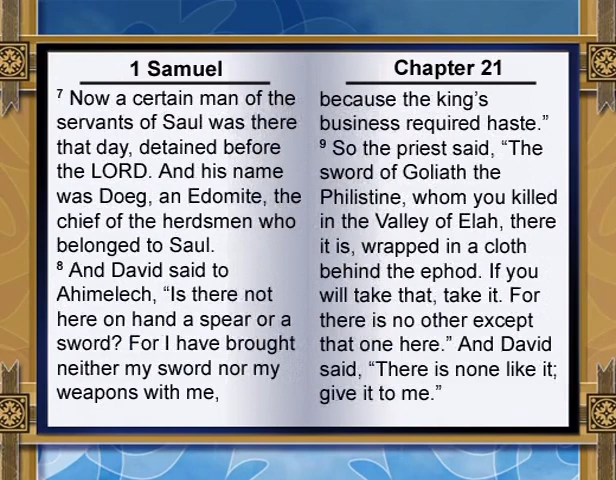 1 Samuel
⁷ Now a certain man of the
servants of Saul was there
that day, detained before
the LORD. And his name
was Doeg, an Edomite, the
chief of the herdsmen who
belonged to Saul.
⁸ And David said to
Ahimelech, “Is there not
here on hand a spear or a
sword? For I have brought
neither my sword nor my
weapons with me,
Chapter 21
because the king’s
business required haste.”
⁹ So the priest said, “The
sword of Goliath the
Philistine, whom you killed
in the Valley of Elah, there
it is, wrapped in a cloth
behind the ephod. If you
will take that, take it. For
there is no other except
that one here.” And David
said, “There is none like it;
give it to me.”